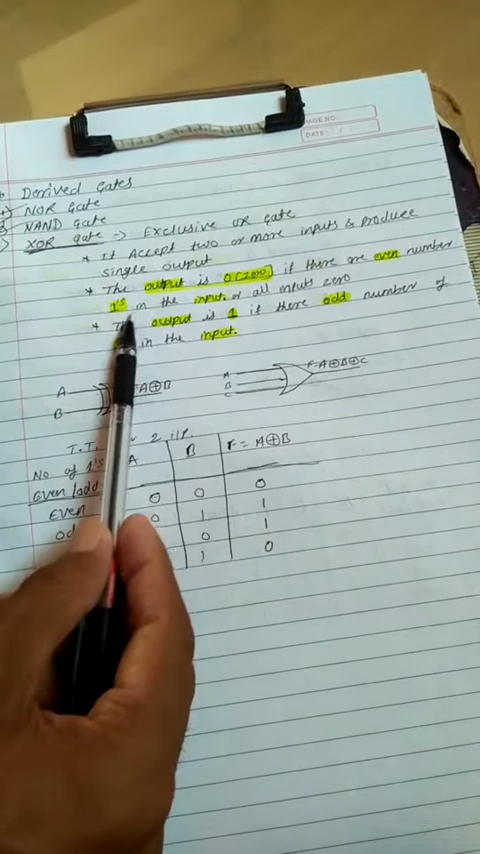 PAGE NO.:
DATE:
Derived Gates
NOR Gate
NAND Gate
XOR gate -> Exclusive OR gate
* It Accept two or more inputs & Produce
single output
* The output is 0 [zero] if there are even number
1's in the input or all inputs zero
* The output is 1 if there odd number of
in the input.
A
B
A⊕B
A
B
C
F=A⊕B⊕C
T.T. 2 i/p.
No of 1's
Even/odd
A B F = A⊕B
Even 0 0 0
0 1 1
0 1
1 0